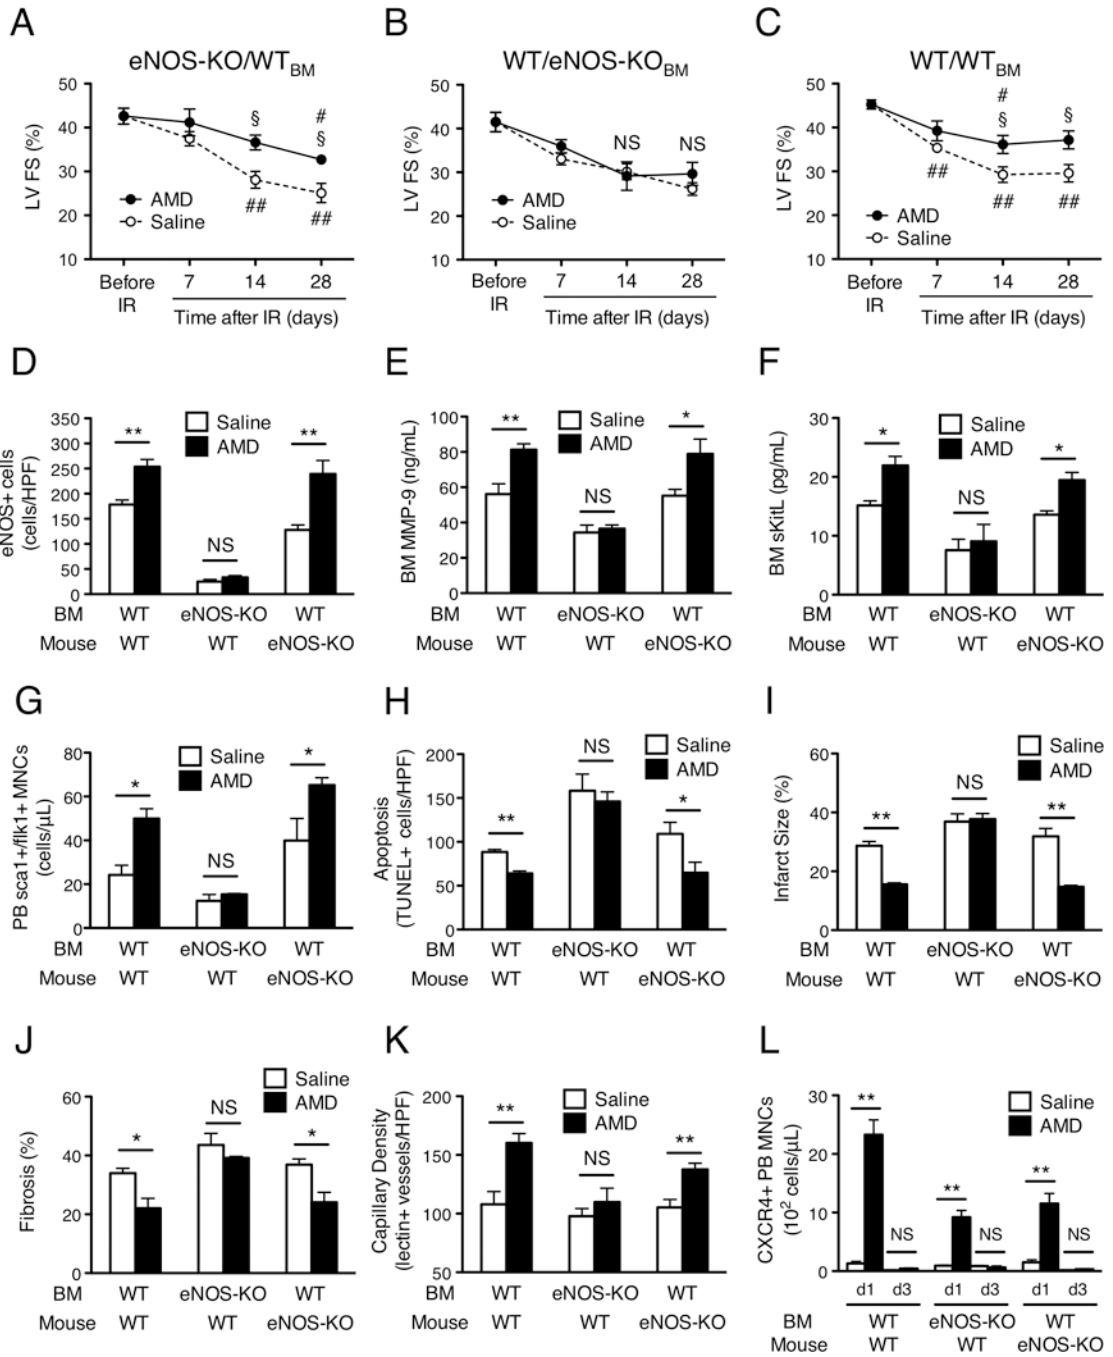 A
eNOS-KO/WT BM
LV FS (%)
50
40
30
20
10
§
#
§
##
##
AMD
Saline
Before
IR
7
14
28
Time after IR (days)
B
WT/eNOS-KO BM
LV FS (%)
50
40
30
20
10
NS
NS
AMD
Saline
Before
IR
7
14
28
Time after IR (days)
C
WT/WT BM
LV FS (%)
50
40
30
20
10
#
§
§
##
##
##
AMD
Saline
Before
IR
7
14
28
Time after IR (days)
D
eNOS+ cells
(cells/HPF)
350
300
250
200
150
100
50
0
Saline
AMD
**
NS
**
BM WT eNOS-KO WT
Mouse WT WT eNOS-KO
E
BM MMP-9 (ng/mL)
100
80
60
40
20
0
Saline
AMD
**
NS
*
WT eNOS-KO WT
WT WT eNOS-KO
F
BM sKitL (pg/mL)
30
20
10
0
Saline
AMD
*
NS
*
WT eNOS-KO WT
WT WT eNOS-KO
G
PB sca1+/flk1+ MNCs
(cells/µL)
80
60
40
20
0
Saline
AMD
*
NS
*
BM WT eNOS-KO WT
Mouse WT WT eNOS-KO
H
Apoptosis
(TUNEL+ cells/HPF)
200
150
100
50
0
Saline
AMD
**
NS
*
WT eNOS-KO WT
WT WT eNOS-KO
I
Infarct Size (%)
60
40
20
0
Saline
AMD
**
NS
**
BM WT eNOS-KO WT
Mouse WT WT eNOS-KO
J
Fibrosis (%)
60
40
20
0
Saline
AMD
*
NS
*
BM WT eNOS-KO WT
Mouse WT WT eNOS-KO
K
Capillary Density
(lectin+ vessels/HPF)
200
150
100
50
Saline
AMD
**
NS
**
WT eNOS-KO WT
WT WT eNOS-KO
L
CXCR4+ PB MNCs
(10² cells/µL)
30
20
10
0
Saline
AMD
**
NS
**
NS
**
NS
d1 d3 d1 d3 d1 d3
BM WT eNOS-KO WT
Mouse WT WT eNOS-KO